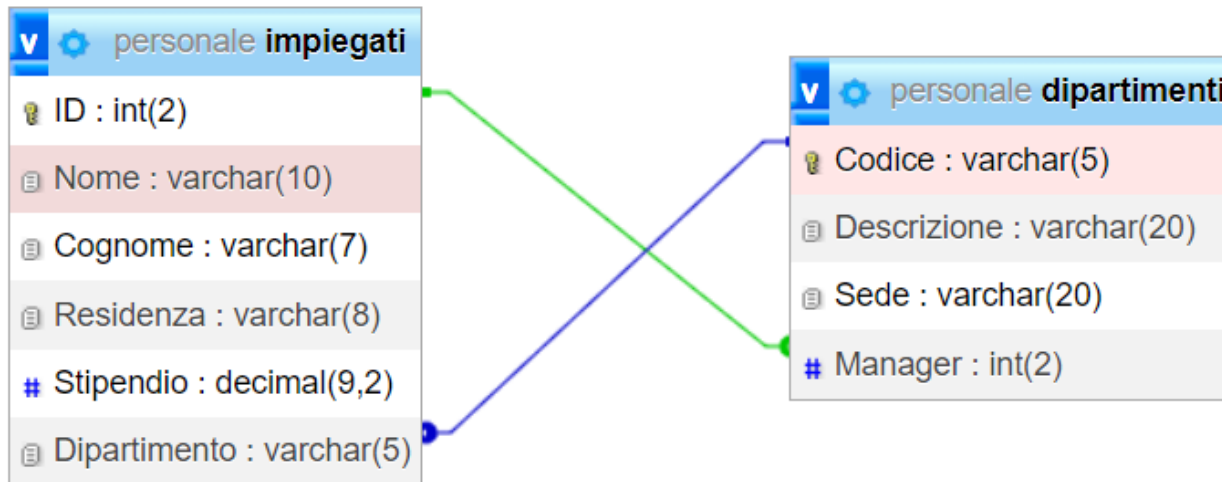 v personale impiegati
ID : int(2)
Nome : varchar(10)
Cognome : varchar(7)
Residenza : varchar(8)
# Stipendio : decimal(9,2)
Dipartimento : varchar(5)
v personale dipartimenti
Codice : varchar(5)
Descrizione : varchar(20)
Sede : varchar(20)
# Manager : int(2)